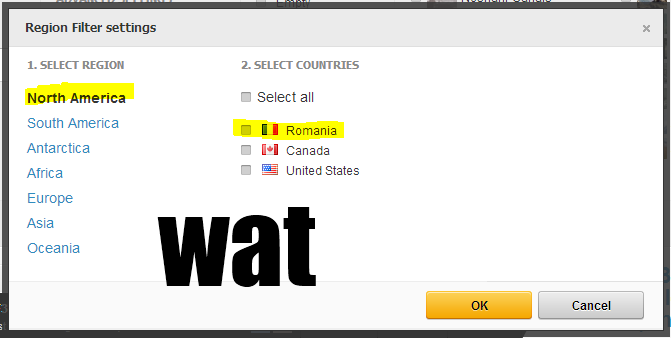 Region Filter settings ×
1. SELECT REGION
2. SELECT COUNTRIES
North America
South America
Antarctica
Africa
Europe
Asia
Oceania
Select all
Romania
Canada
United States
wat
OK
Cancel